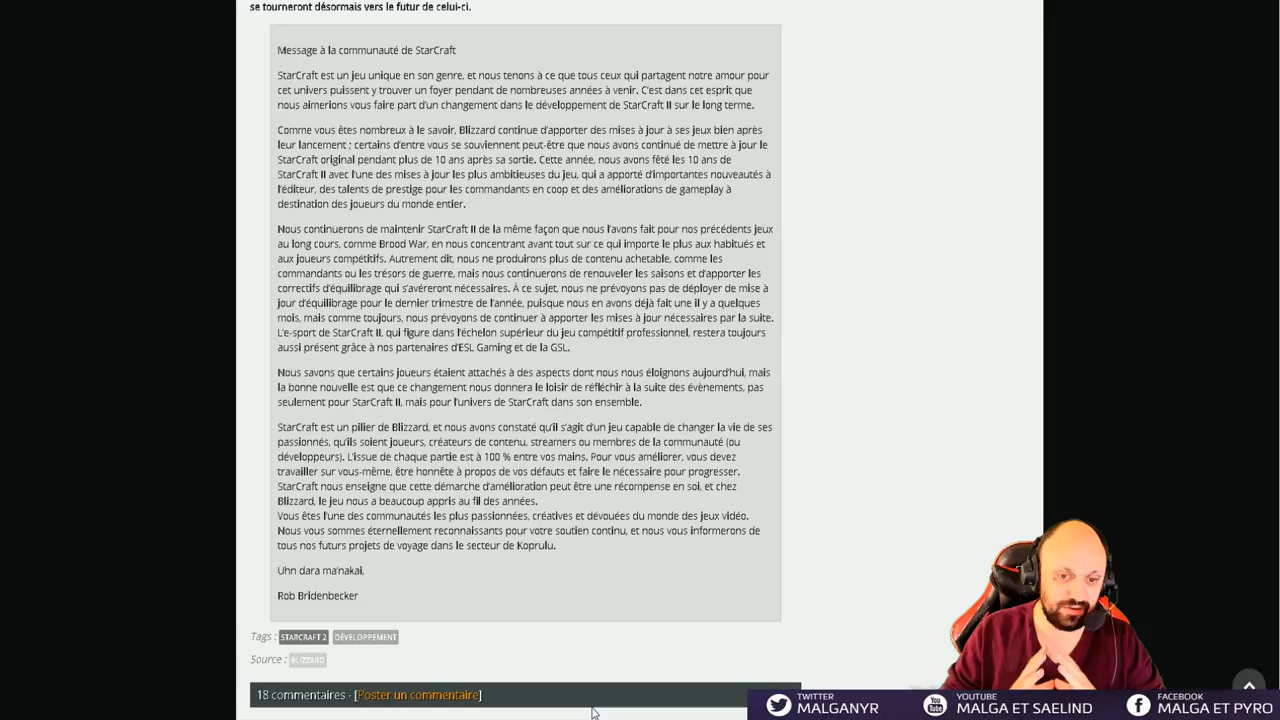 se tourneront désormais vers le futur de celui-ci.
Message à la communauté de StarCraft
StarCraft est un jeu unique en son genre, et nous tenons à ce que tous ceux qui partagent notre amour pour
cet univers puissent y trouver un foyer pendant de nombreuses années à venir. C'est dans cet esprit que
nous aimerions vous faire part d'un changement dans le développement de StarCraft II sur le long terme.
Comme vous êtes nombreux à le savoir, Blizzard continue d'apporter des mises à jour à ses jeux bien après
leur lancement ; certains d'entre vous se souviennent peut-être que nous avons continué de mettre à jour le
StarCraft original pendant plus de 10 ans après sa sortie. Cette année, nous avons fêté les 10 ans de
StarCraft II avec l'une des mises à jour les plus ambitieuses du jeu, qui a apporté d'importantes nouveautés à
l'éditeur, des talents de prestige pour les commandants en coop et des améliorations de gameplay à
destination des joueurs du monde entier.
Nous continuerons de maintenir StarCraft II de la même façon que nous l'avons fait pour nos précédents jeux
au long cours, comme Brood War, en nous concentrant avant tout sur ce qui importe le plus aux habitués et
aux joueurs compétitifs. Autrement dit, nous ne produirons plus de contenu achetable, comme les
commandants ou les trésors de guerre, mais nous continuerons de renouveler les saisons et d'apporter les
correctifs d'équilibrage qui s'avéreront nécessaires. À ce sujet, nous ne prévoyons pas de déployer de mise à
jour d'équilibrage pour le dernier trimestre de l'année, puisque nous en avons déjà fait une il y a quelques
mois, mais comme toujours, nous prévoyons de continuer à apporter les mises à jour nécessaires par la suite.
L'e-sport de StarCraft II, qui figure dans l'échelon supérieur du jeu compétitif professionnel, restera toujours
aussi présent grâce à nos partenaires d'ESL Gaming et de la GSL.
Nous savons que certains joueurs étaient attachés à des aspects dont nous nous éloignons aujourd'hui, mais
la bonne nouvelle est que ce changement nous donnera le loisir de réfléchir à la suite des évènements, pas
seulement pour StarCraft II, mais pour l'univers de StarCraft dans son ensemble.
StarCraft est un pilier de Blizzard, et nous avons constaté qu'il s'agit d'un jeu capable de changer la vie de ses
passionnés, qu'ils soient joueurs, créateurs de contenu, streamers ou membres de la communauté (ou
développeurs). L'issue de chaque partie est à 100 % entre vos mains. Pour vous améliorer, vous devez
travailler sur vous-même, être honnête à propos de vos défauts et faire le nécessaire pour progresser.
StarCraft nous enseigne que cette démarche d'amélioration peut être une récompense en soi, et chez
Blizzard, le jeu nous a beaucoup appris au fil des années.
Vous êtes l'une des communautés les plus passionnées, créatives et dévouées du monde des jeux vidéo.
Nous vous sommes éternellement reconnaissants pour votre soutien continu, et nous vous informerons de
tous nos futurs projets de voyage dans le secteur de Koprulu.
Uhn dara ma'nakai,
Rob Bridenbecker
Tags : STARCRAFT 2 DÉVELOPPEMENT
Source : BLIZZARD
18 commentaires - [Poster un commentaire]
TWITTER
MALGANYR
YOUTUBE
MALGA ET SAELIND
FACEBOOK
MALGA ET PYRO